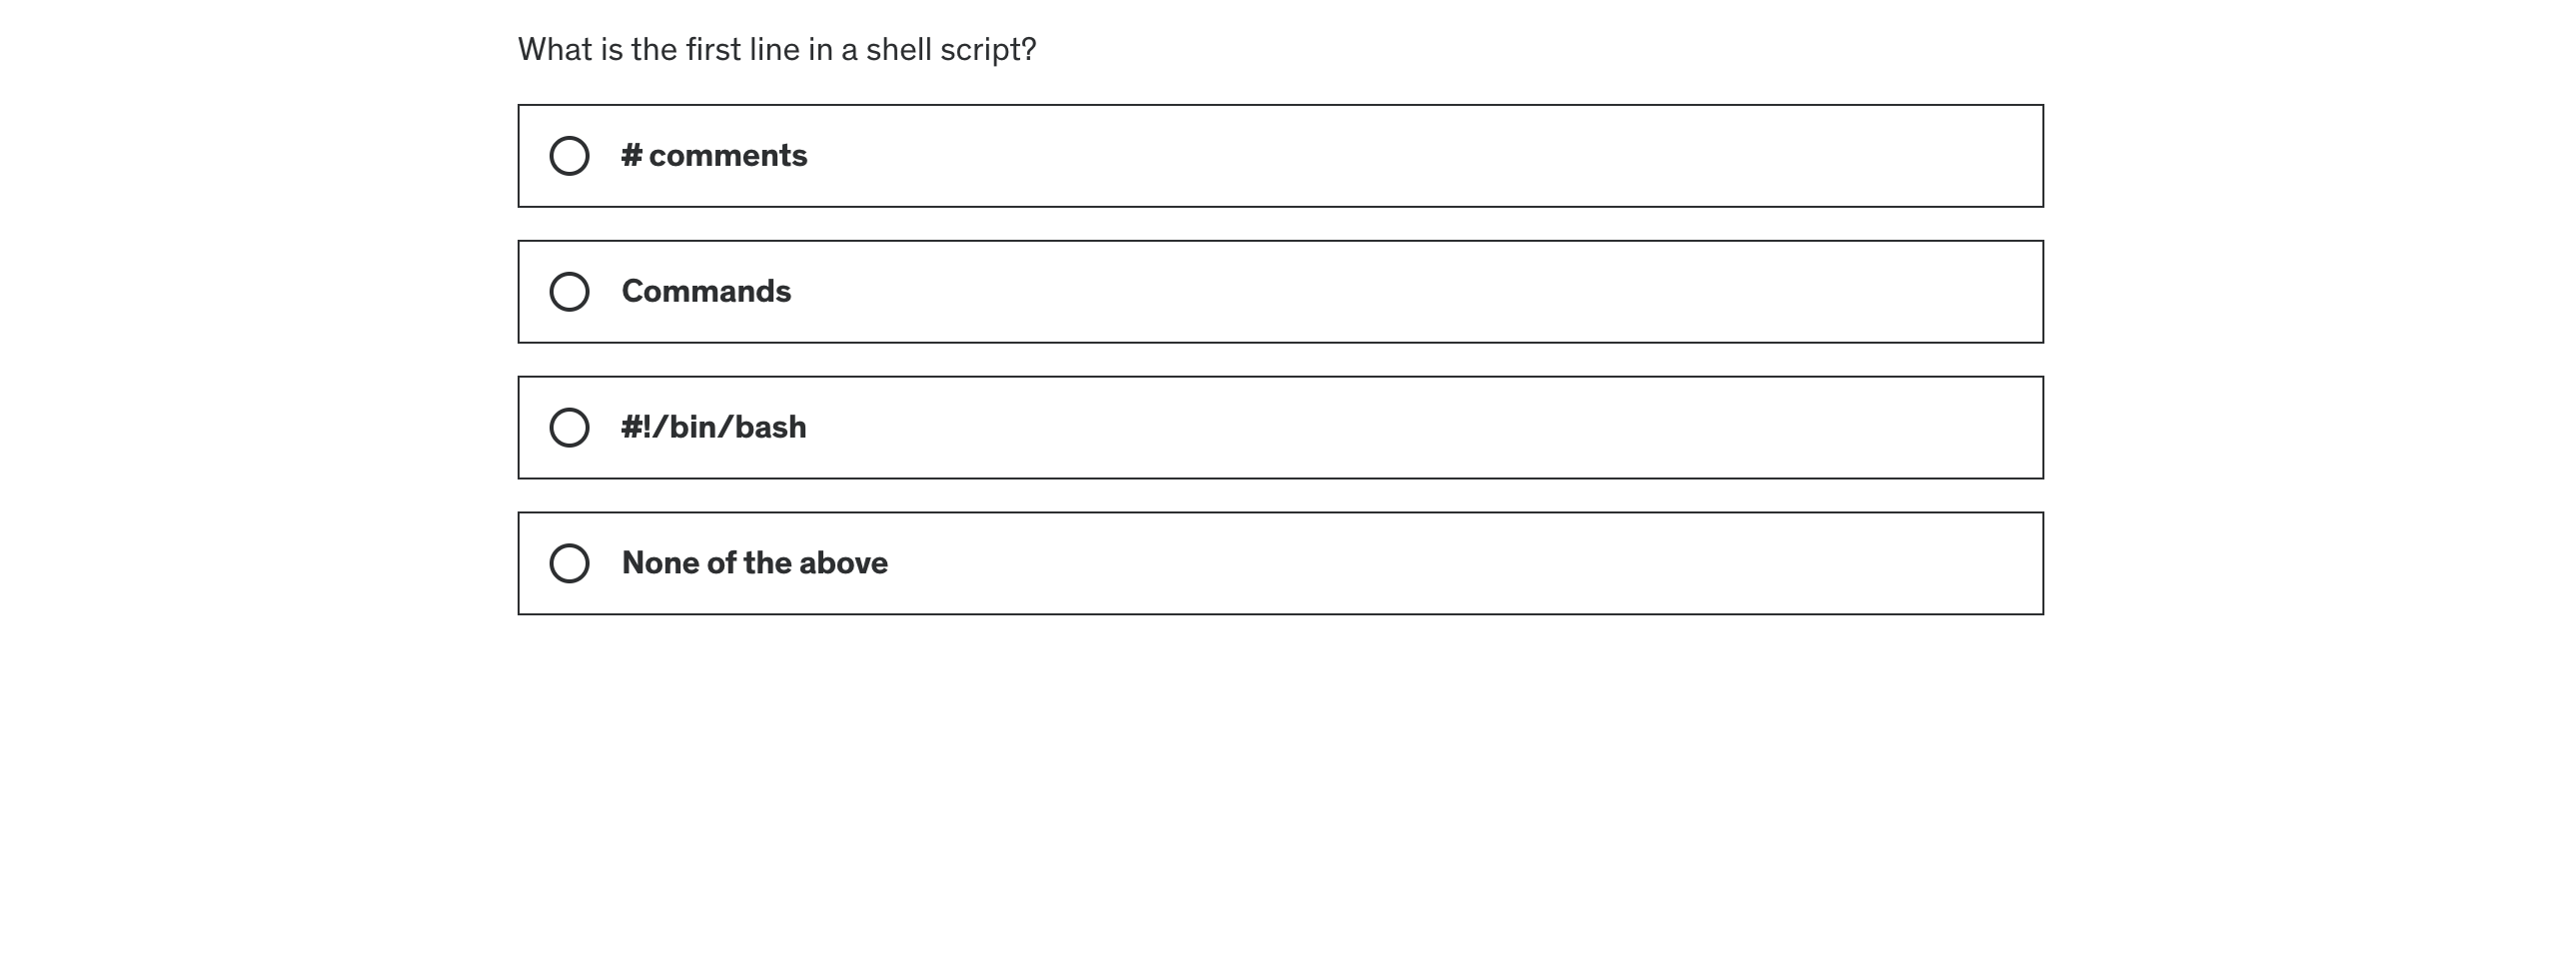 What is the first line in a shell script?
# comments
Commands
#!/bin/bash
None of the above